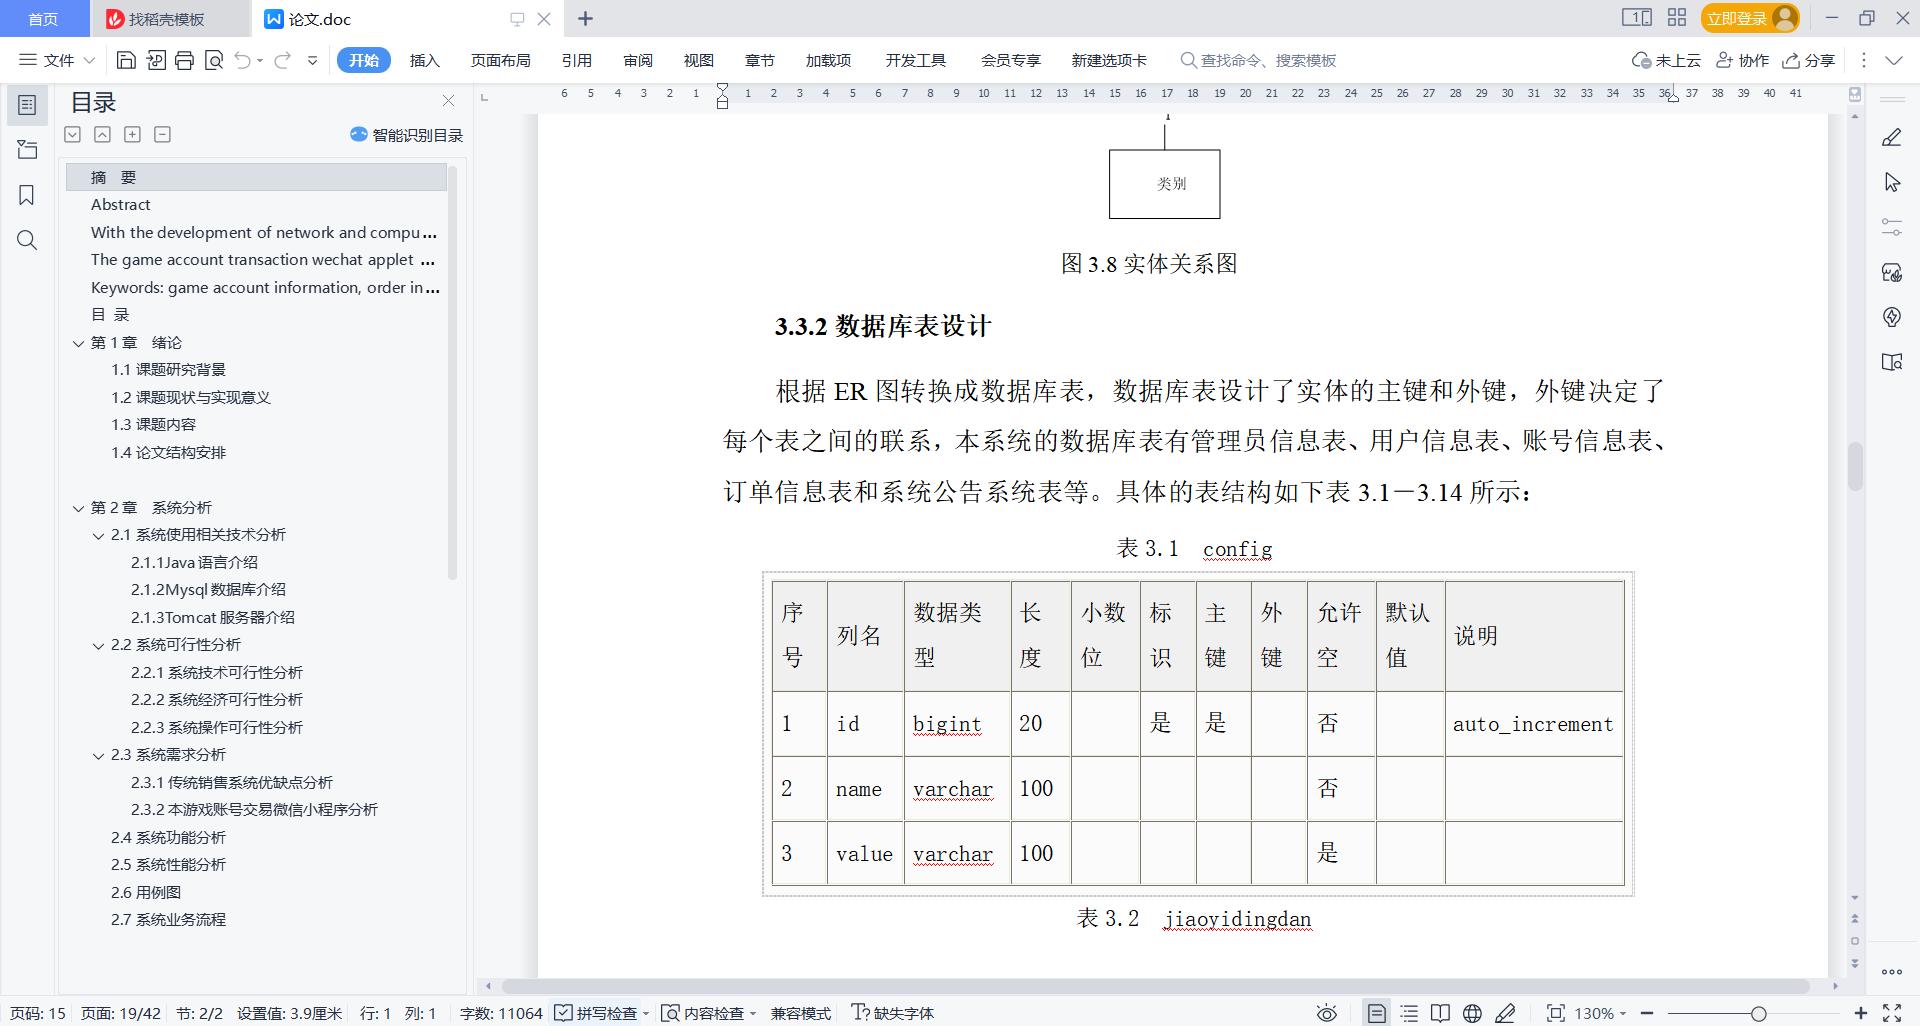 首页
找稻壳模板
论文.doc
立即登录
文件
开始
插入
页面布局
引用
审阅
视图
章节
加载项
开发工具
会员专享
新建选项卡
查找命令、搜索模板
未上云
协作
分享
目录
智能识别目录
摘 要
Abstract
With the development of network and compu...
The game account transaction wechat applet ...
Keywords: game account information, order in...
目 录
第 1 章 绪论
1.1 课题研究背景
1.2 课题现状与实现意义
1.3 课题内容
1.4 论文结构安排
第 2 章 系统分析
2.1 系统使用相关技术分析
2.1.1Java 语言介绍
2.1.2Mysql 数据库介绍
2.1.3Tomcat 服务器介绍
2.2 系统可行性分析
2.2.1 系统技术可行性分析
2.2.2 系统经济可行性分析
2.2.3 系统操作可行性分析
2.3 系统需求分析
2.3.1 传统销售系统优缺点分析
2.3.2 本游戏账号交易微信小程序分析
2.4 系统功能分析
2.5 系统性能分析
2.6 用例图
2.7 系统业务流程
6 5 4 3 2 1 1 2 3 4 5 6 7 8 9 10 11 12 13 14 15 16 17 18 19 20 21 22 23 24 25 26 27 28 29 30 31 32 33 34 35 36 37 38 39 40 41
类别
图 3.8 实体关系图
3.3.2 数据库表设计
根据 ER 图转换成数据库表，数据库表设计了实体的主键和外键，外键决定了
每个表之间的联系，本系统的数据库表有管理员信息表、用户信息表、账号信息表、
订单信息表和系统公告系统表等。具体的表结构如下表 3.1－3.14 所示：
表 3.1 config
序号 列名 数据类型 长度 小数位 标识 主键 外键 允许空 默认值 说明
1 id bigint 20 是 是 否 auto_increment
2 name varchar 100 否
3 value varchar 100 是
表 3.2 jiaoyidingdan
页码: 15 页面: 19/42 节: 2/2 设置值: 3.9厘米 行: 1 列: 1 字数: 11064 拼写检查 内容检查 兼容模式 缺失字体 130%